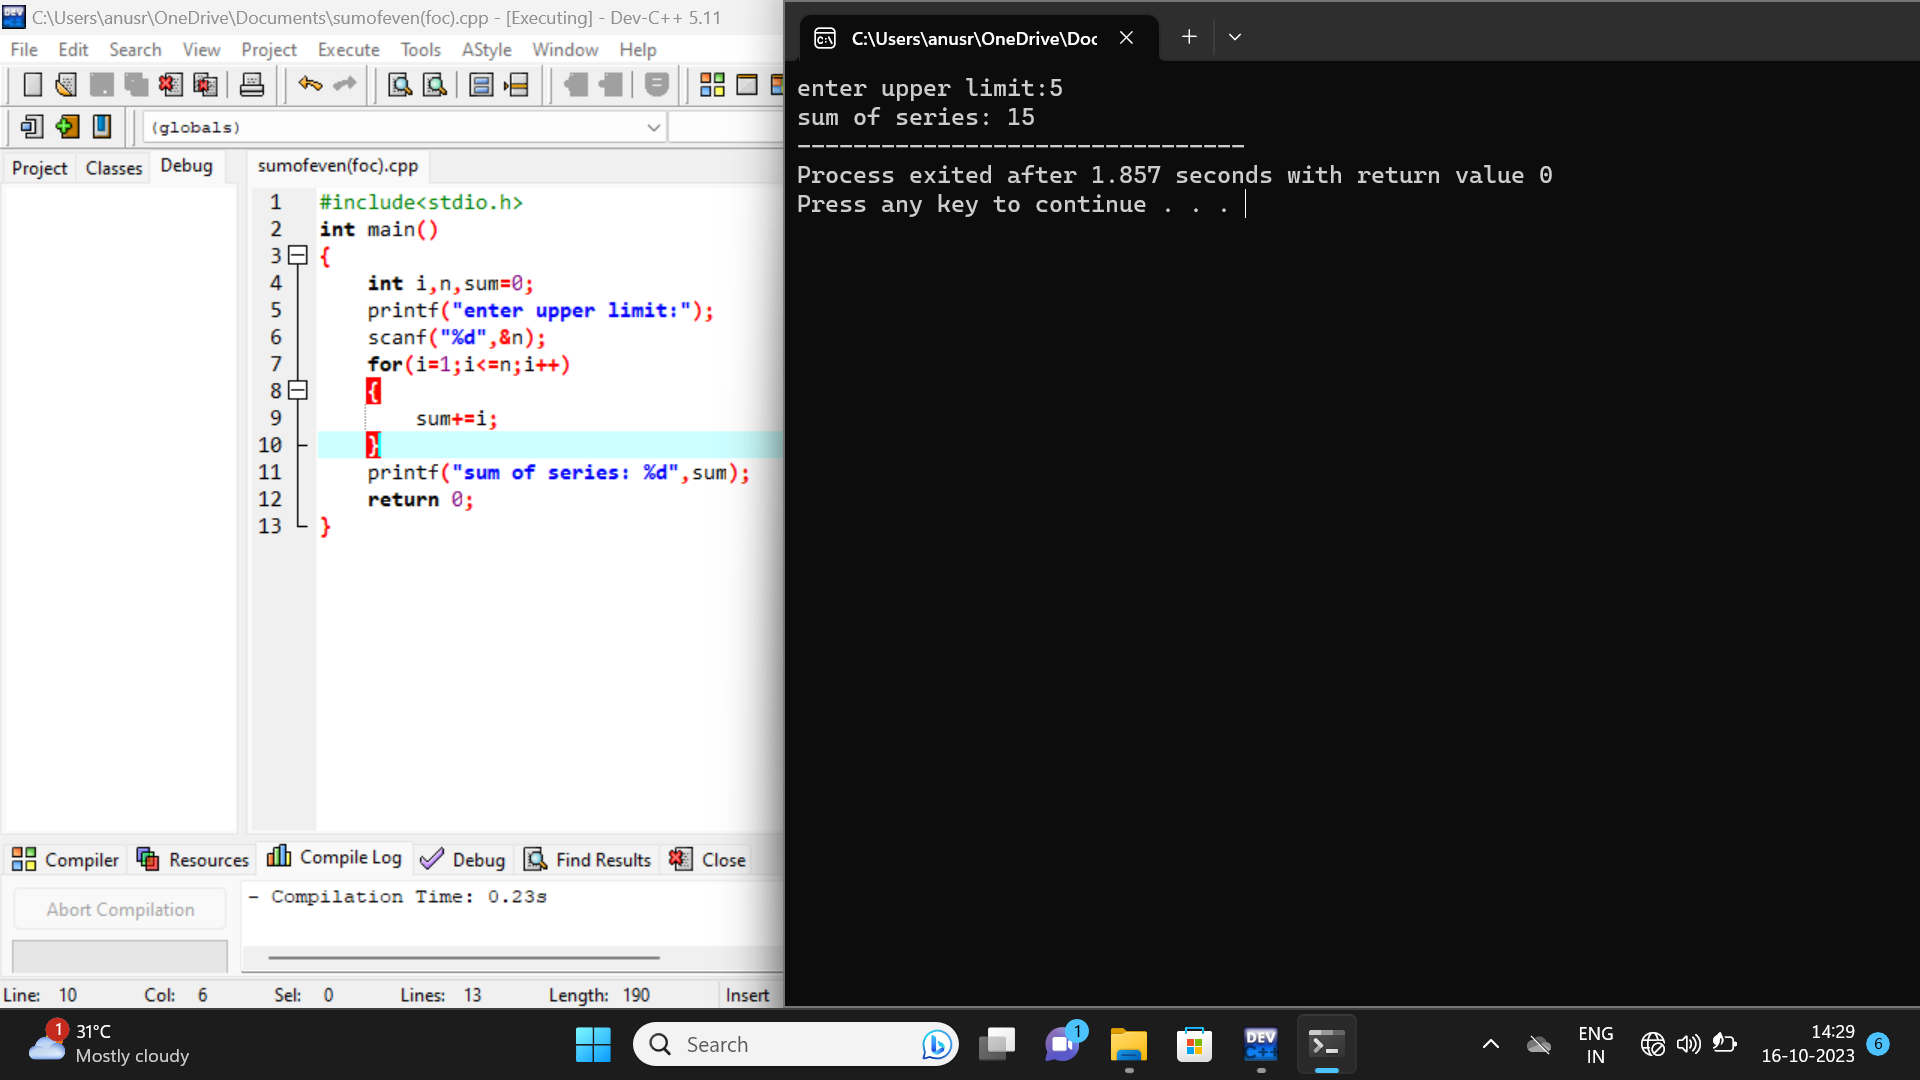 C:\Users\anusr\OneDrive\Documents\sumofeven(foc).cpp - [Executing] - Dev-C++ 5.11
File Edit Search View Project Execute Tools AStyle Window Help
(globals)
Project Classes Debug
sumofeven(foc).cpp
1 #include<stdio.h>
2 int main()
3 {
4 int i,n,sum=0;
5 printf("enter upper limit:");
6 scanf("%d",&n);
7 for(i=1;i<=n;i++)
8 {
9 sum+=i;
10 }
11 printf("sum of series: %d",sum);
12 return 0;
13 }
Compiler Resources Compile Log Debug Find Results Close
Abort Compilation
- Compilation Time: 0.23s
Line: 10 Col: 6 Sel: 0 Lines: 13 Length: 190 Insert
C:\Users\anusr\OneDrive\Doc
enter upper limit:5
sum of series: 15
--------------------------------
Process exited after 1.857 seconds with return value 0
Press any key to continue . . .
1
31°C
Mostly cloudy
Search
1
DEV
C++
ENG
IN
14:29
16-10-2023
6